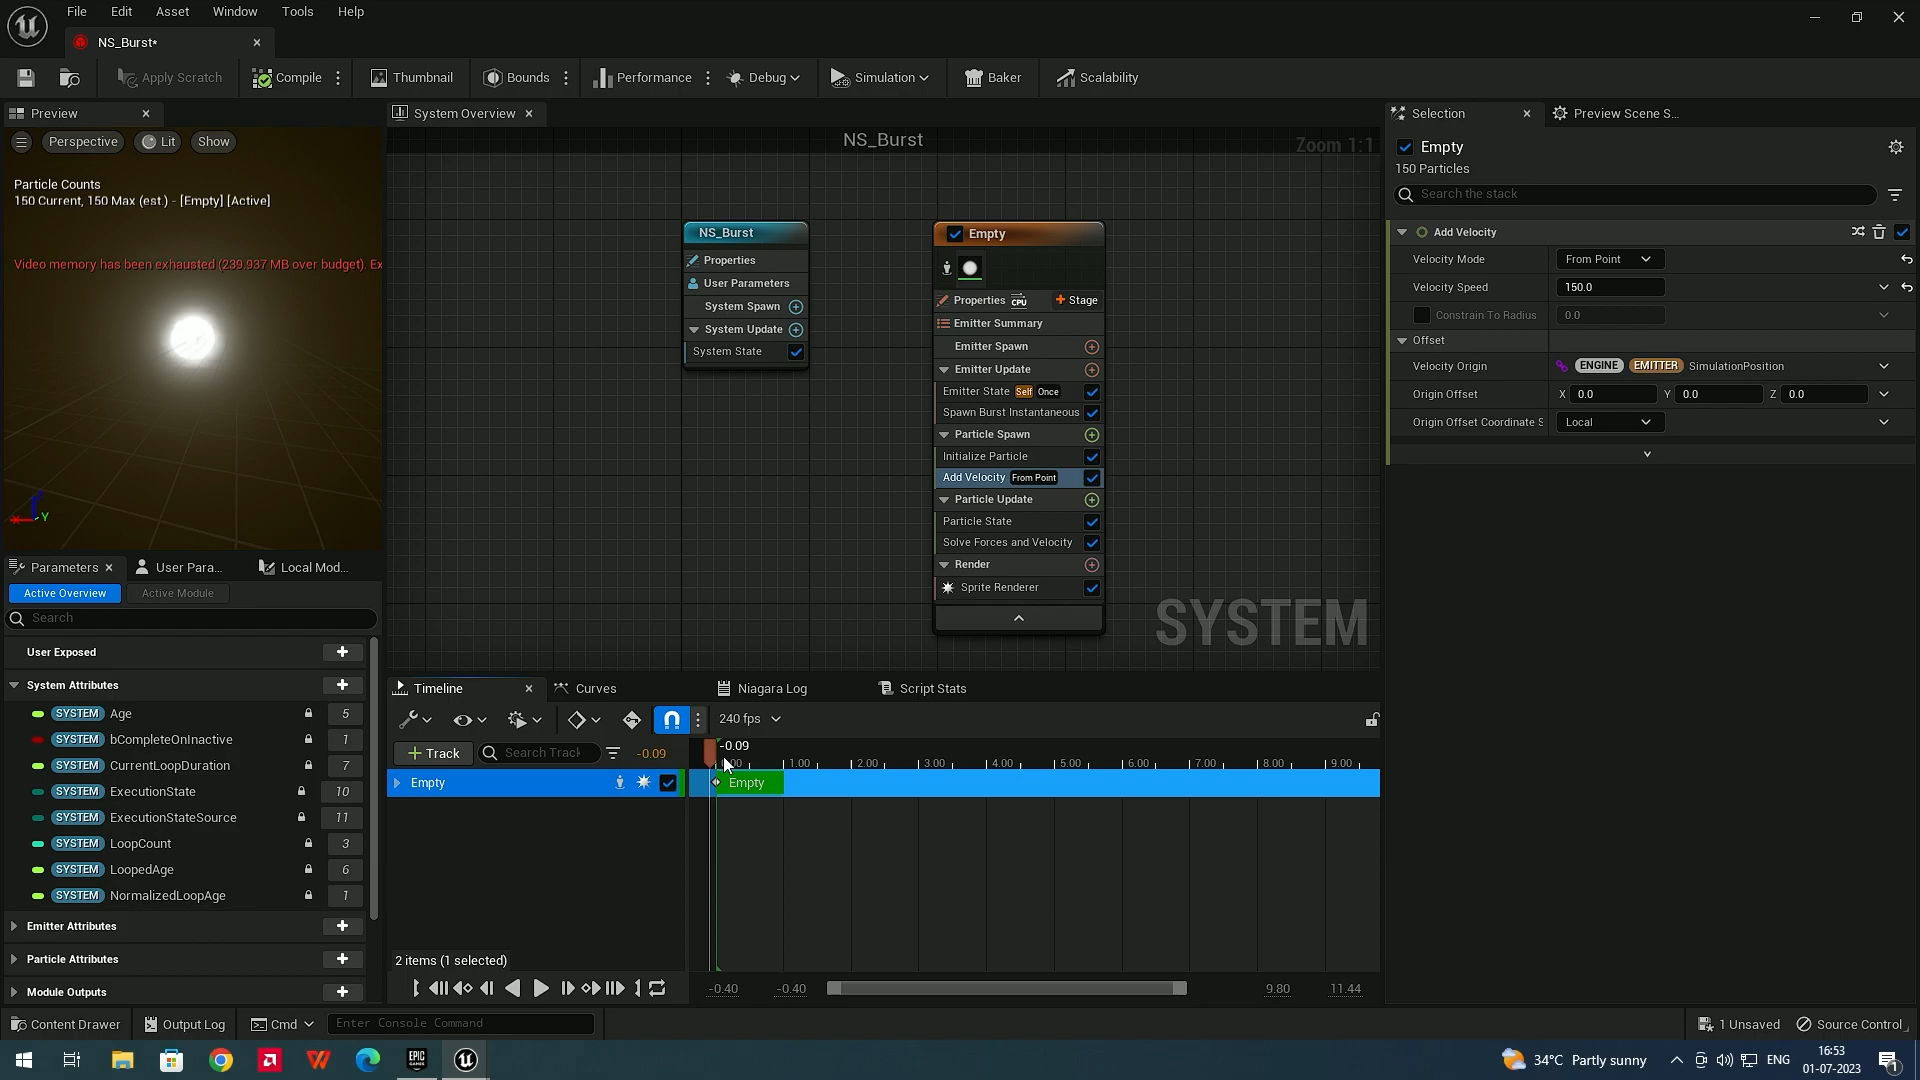 File Edit Asset Window Tools Help
NS_Burst*
Apply Scratch Compile Thumbnail Bounds Performance Debug Simulation Baker Scalability
Preview
Perspective Lit Show
Particle Counts
150 Current, 150 Max (est.) - [Empty] [Active]
Video memory has been exhausted (239.937 MB over budget). Ex
Y
System Overview
NS_Burst
Zoom 1:1
NS_Burst
Properties
User Parameters
System Spawn
System Update
System State
Empty
Properties CPU Stage
Emitter Summary
Emitter Spawn
Emitter Update
Emitter State Self Once
Spawn Burst Instantaneous
Particle Spawn
Initialize Particle
Add Velocity From Point
Particle Update
Particle State
Solve Forces and Velocity
Render
Sprite Renderer
SYSTEM
Selection Preview Scene S...
Empty
150 Particles
Search the stack
Add Velocity
Velocity Mode From Point
Velocity Speed 150.0
Constrain To Radius 0.0
Offset
Velocity Origin ENGINE EMITTER SimulationPosition
Origin Offset X 0.0 Y 0.0 Z 0.0
Origin Offset Coordinate S Local
Parameters User Para... Local Mod...
Active Overview Active Module
Search
User Exposed
System Attributes
SYSTEM Age 5
SYSTEM bCompleteOnInactive 1
SYSTEM CurrentLoopDuration 7
SYSTEM ExecutionState 10
SYSTEM ExecutionStateSource 11
SYSTEM LoopCount 3
SYSTEM LoopedAge 6
SYSTEM NormalizedLoopAge 1
Emitter Attributes
Particle Attributes
Module Outputs
Timeline Curves Niagara Log Script Stats
240 fps
Track Search Track -0.09
-0.09
1.00 2.00 3.00 4.00 5.00 6.00 7.00 8.00 9.00
Empty Empty
2 items (1 selected)
-0.40 -0.40 9.80 11.44
Content Drawer Output Log Cmd Enter Console Command 1 Unsaved Source Control
EPIC GAMES
34°C Partly sunny ENG 16:53
01-07-2023 1